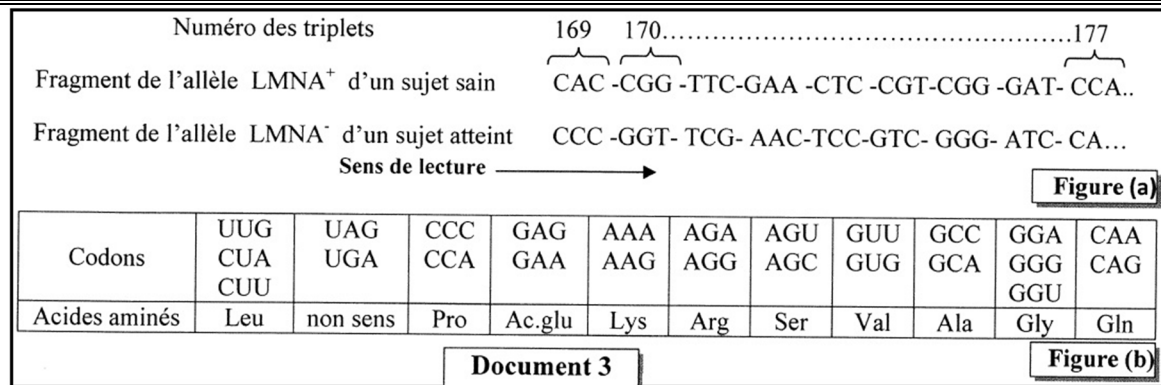 Numéro des triplets 169 170.......................................................177
Fragment de l'allèle LMNA⁺ d'un sujet sain CAC -CGG -TTC-GAA -CTC -CGT-CGG -GAT- CCA..
Fragment de l'allèle LMNA⁻ d'un sujet atteint CCC -GGT- TCG- AAC-TCC-GTC- GGG- ATC- CA...
Sens de lecture
Figure (a)
Codons UUG UAG CCC GAG AAA AGA AGU GUU GCC GGA CAA
CUA UGA CCA GAA AAG AGG AGC GUG GCA GGG CAG
CUU GGU
Acides aminés Leu non sens Pro Ac.glu Lys Arg Ser Val Ala Gly Gln
Document 3
Figure (b)